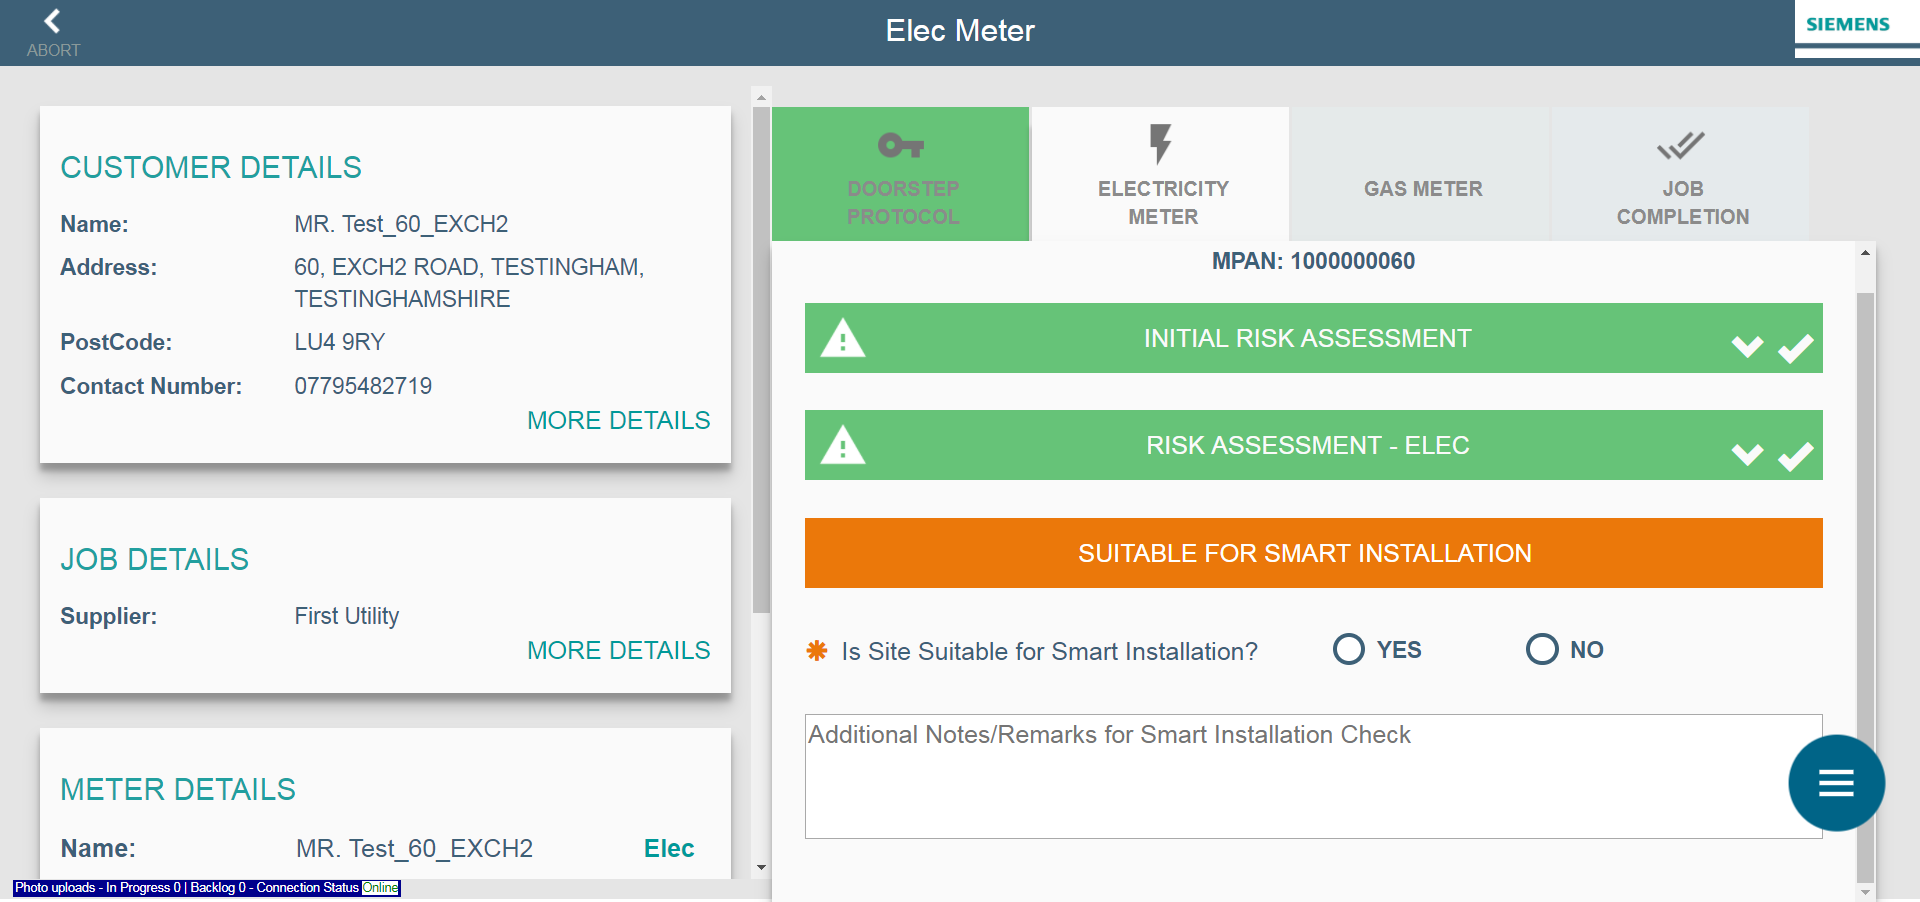 ABORT
Elec Meter
SIEMENS
CUSTOMER DETAILS
Name: MR. Test_60_EXCH2
Address: 60, EXCH2 ROAD, TESTINGHAM,
TESTINGHAMSHIRE
PostCode: LU4 9RY
Contact Number: 07795482719
MORE DETAILS
JOB DETAILS
Supplier: First Utility
MORE DETAILS
METER DETAILS
Name: MR. Test_60_EXCH2 Elec
Photo uploads - In Progress 0 | Backlog 0 - Connection Status Online
DOORSTEP
PROTOCOL
ELECTRICITY
METER
GAS METER
JOB
COMPLETION
MPAN: 1000000060
INITIAL RISK ASSESSMENT
RISK ASSESSMENT - ELEC
SUITABLE FOR SMART INSTALLATION
✱ Is Site Suitable for Smart Installation? YES NO
Additional Notes/Remarks for Smart Installation Check